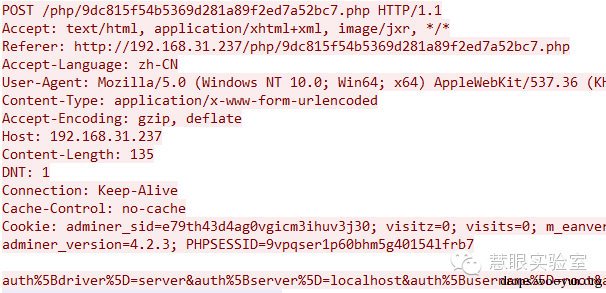 POST /php/9dc815f54b5369d281a89f2ed7a52bc7.php HTTP/1.1
Accept: text/html, application/xhtml+xml, image/jxr, */*
Referer: http://192.168.31.237/php/9dc815f54b5369d281a89f2ed7a52bc7.php
Accept-Language: zh-CN
User-Agent: Mozilla/5.0 (Windows NT 10.0; Win64; x64) AppleWebKit/537.36 (KH
Content-Type: application/x-www-form-urlencoded
Accept-Encoding: gzip, deflate
Host: 192.168.31.237
Content-Length: 135
DNT: 1
Connection: Keep-Alive
Cache-Control: no-cache
Cookie: adminer_sid=e79th43d4ag0vgicm3ihuv3j30; visitz=0; visits=0; m_eanver
adminer_version=4.2.3; PHPSESSID=9vpqser1p60bhm5g40154lfrb7
慧眼实验室
auth%5Bdriver%5D=server&auth%5Bserver%5D=localhost&auth%5Busername%5D=root&a